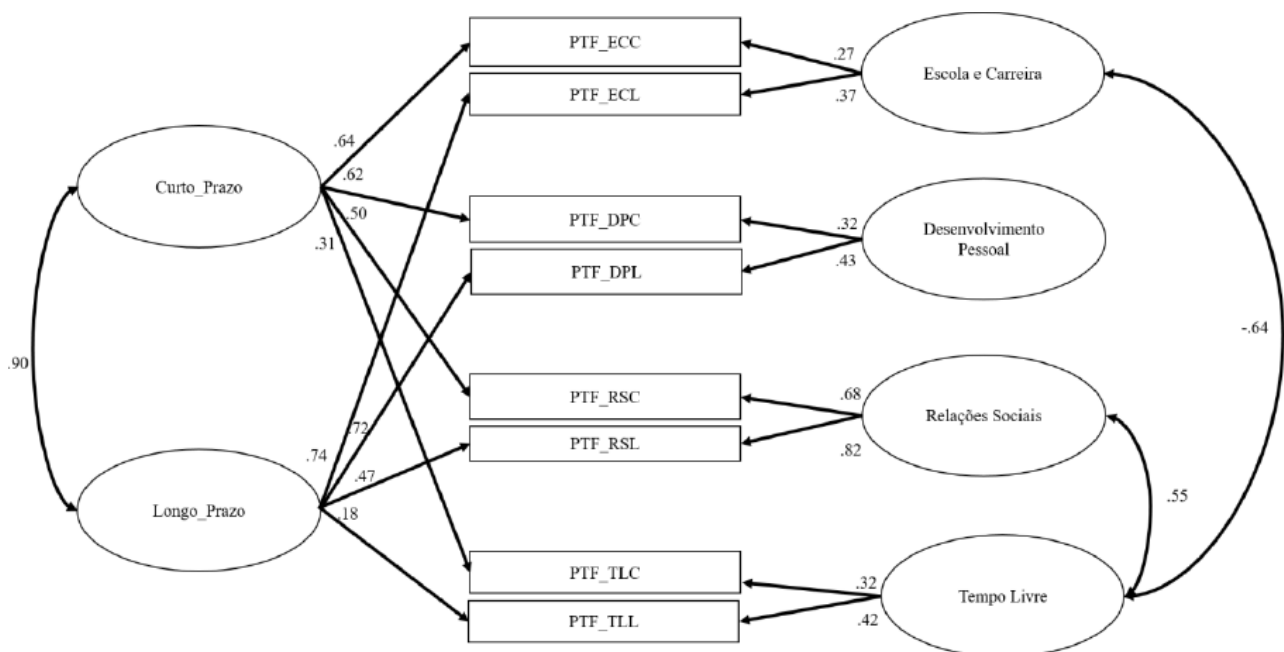 PTF_ECC
.27
Escola e Carreira
PTF_ECL
.37
.64
Curto_Prazo
.62
.50
.31
PTF_DPC
.32
Desenvolvimento
Pessoal
PTF_DPL
.43
-.64
.90
PTF_RSC
.68
Relações Sociais
.72
PTF_RSL
.82
.74
.47
.55
Longo_Prazo
.18
PTF_TLC
.32
Tempo Livre
PTF_TLL
.42